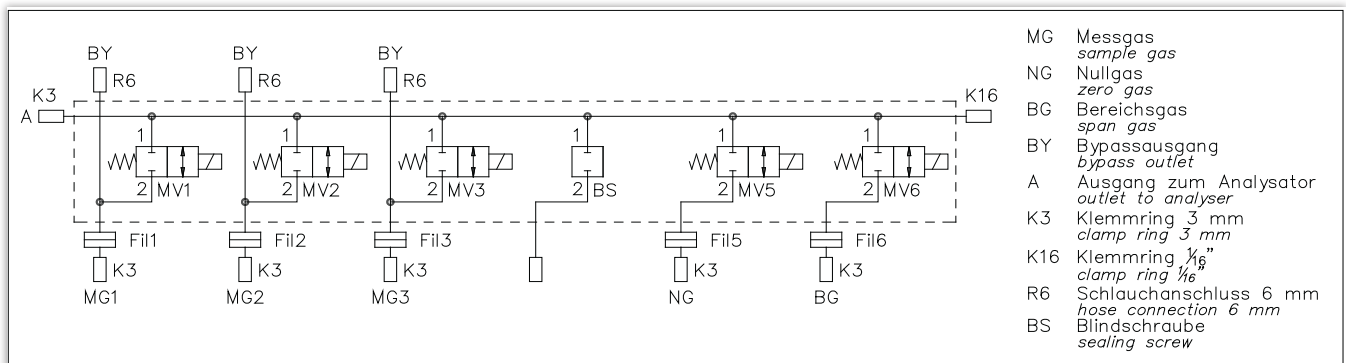 BY BY BY
R6 R6 R6
K3 K16
A
1 1 1 1 1 1
2 MV1 2 MV2 2 MV3 2 BS 2 MV5 2 MV6
Fil1 Fil2 Fil3 Fil5 Fil6
K3 K3 K3 K3 K3
MG1 MG2 MG3 NG BG
MG Messgas
sample gas
NG Nullgas
zero gas
BG Bereichsgas
span gas
BY Bypassausgang
bypass outlet
A Ausgang zum Analysator
outlet to analyser
K3 Klemmring 3 mm
clamp ring 3 mm
K16 Klemmring 1/16"
clamp ring 1/16"
R6 Schlauchanschluss 6 mm
hose connection 6 mm
BS Blindschraube
sealing screw